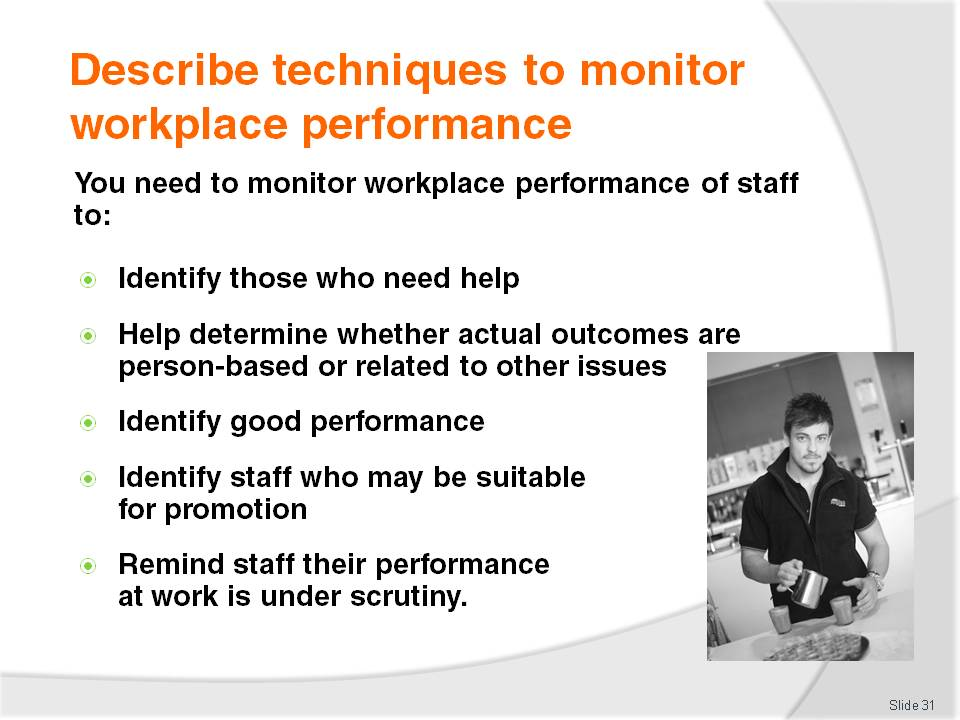 Describe techniques to monitor
workplace performance
You need to monitor workplace performance of staff
to:
Identify those who need help
Help determine whether actual outcomes are
person-based or related to other issues
Identify good performance
Identify staff who may be suitable
for promotion
Remind staff their performance
at work is under scrutiny.
Slide 31